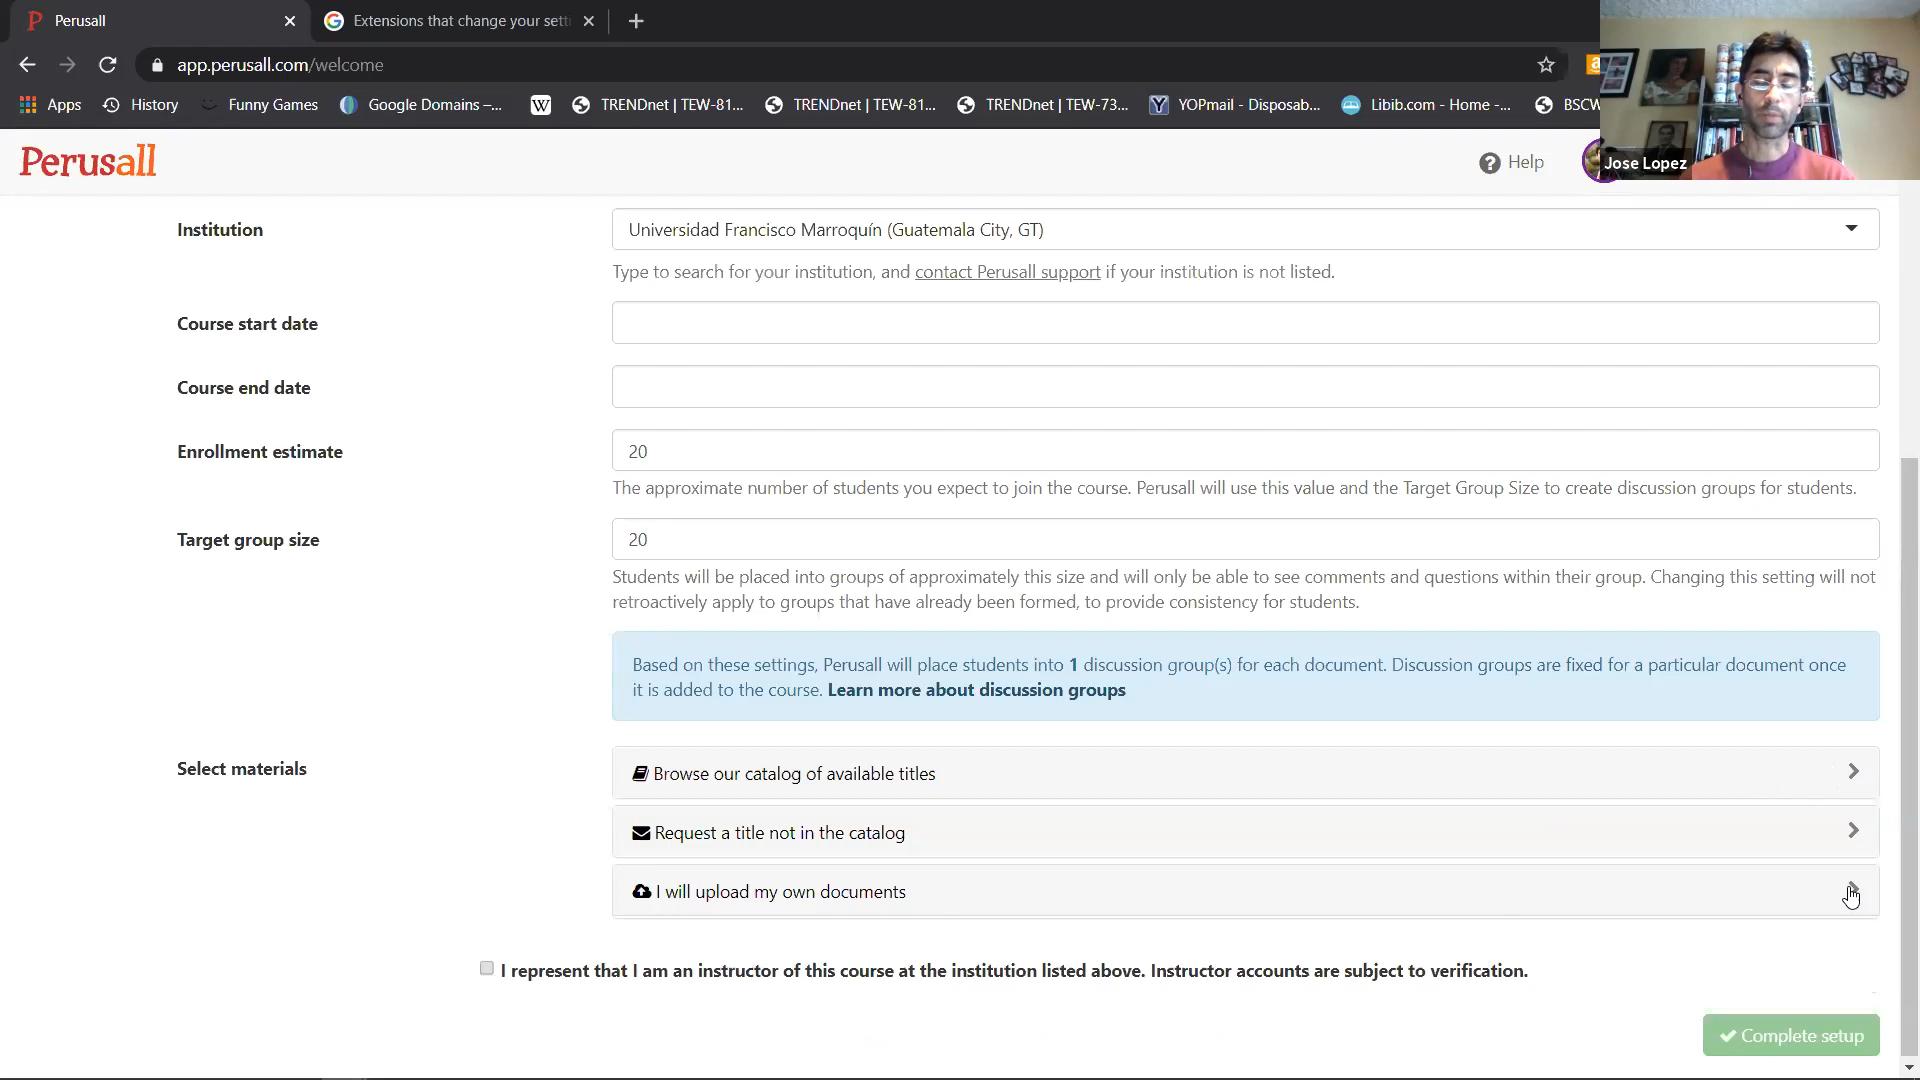 Perusall
Extensions that change your sett
app.perusall.com/welcome
Apps
History
Funny Games
Google Domains –...
W
TRENDnet | TEW-81...
TRENDnet | TEW-81...
TRENDnet | TEW-73...
YOPmail - Disposab...
Libib.com - Home -...
BSCW
Perusall
Help
Jose Lopez
Institution
Universidad Francisco Marroquín (Guatemala City, GT)
Type to search for your institution, and contact Perusall support if your institution is not listed.
Course start date
Course end date
Enrollment estimate
20
The approximate number of students you expect to join the course. Perusall will use this value and the Target Group Size to create discussion groups for students.
Target group size
20
Students will be placed into groups of approximately this size and will only be able to see comments and questions within their group. Changing this setting will not
retroactively apply to groups that have already been formed, to provide consistency for students.
Based on these settings, Perusall will place students into 1 discussion group(s) for each document. Discussion groups are fixed for a particular document once
it is added to the course. Learn more about discussion groups
Select materials
Browse our catalog of available titles
Request a title not in the catalog
I will upload my own documents
I represent that I am an instructor of this course at the institution listed above. Instructor accounts are subject to verification.
Complete setup